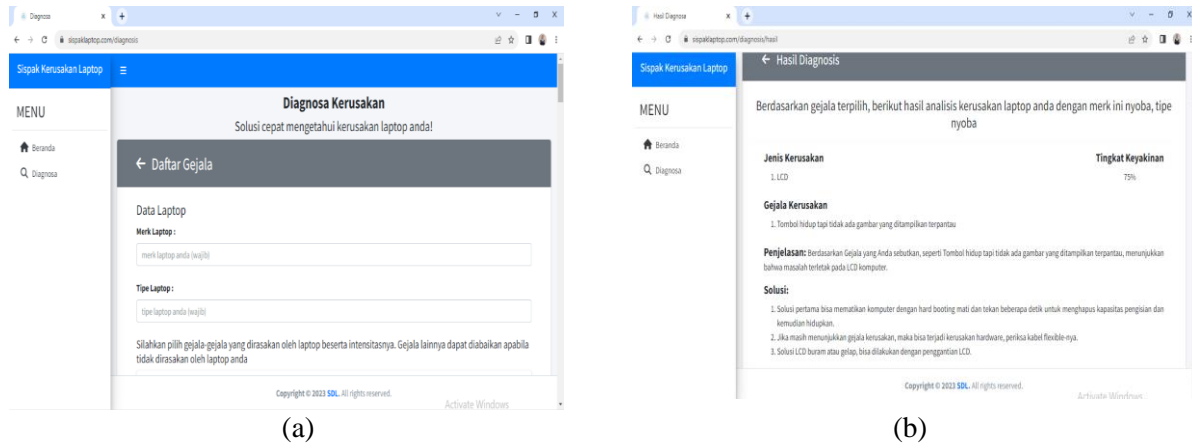 Diagnosa
sispaklaptop.com/diagnosis
Sispak Kerusakan Laptop
MENU
Beranda
Diagnosa
Diagnosa Kerusakan
Solusi cepat mengetahui kerusakan laptop anda!
← Daftar Gejala
Data Laptop
Merk Laptop :
merk laptop anda (wajib)
Tipe Laptop :
tipe laptop anda (wajib)
Silahkan pilih gejala-gejala yang dirasakan oleh laptop beserta intensitasnya. Gejala lainnya dapat diabaikan apabila
tidak dirasakan oleh laptop anda
Copyright © 2023 SDL. All rights reserved.
Activate Windows
(a)
Hasil Diagnosa
sispaklaptop.com/diagnosis/hasil
Sispak Kerusakan Laptop
MENU
Beranda
Diagnosa
← Hasil Diagnosis
Berdasarkan gejala terpilih, berikut hasil analisis kerusakan laptop anda dengan merk ini nyoba, tipe
nyoba
Jenis Kerusakan Tingkat Keyakinan
1. LCD 75%
Gejala Kerusakan
1. Tombol hidup tapi tidak ada gambar yang ditampilkan terpantau
Penjelasan: Berdasarkan Gejala yang Anda sebutkan, seperti Tombol hidup tapi tidak ada gambar yang ditampilkan terpantau, menunjukkan
bahwa masalah terletak pada LCD komputer.
Solusi:
1. Solusi pertama bisa mematikan komputer dengan hard booting mati dan tekan beberapa detik untuk menghapus kapasitas pengisian dan
kemudian hidupkan.
2. Jika masih menunjukkan gejala kerusakan, maka bisa terjadi kerusakan hardware, periksa kabel flexible-nya.
3. Solusi LCD buram atau gelap, bisa dilakukan dengan penggantian LCD.
Copyright © 2023 SDL. All rights reserved.
Activate Windows
(b)